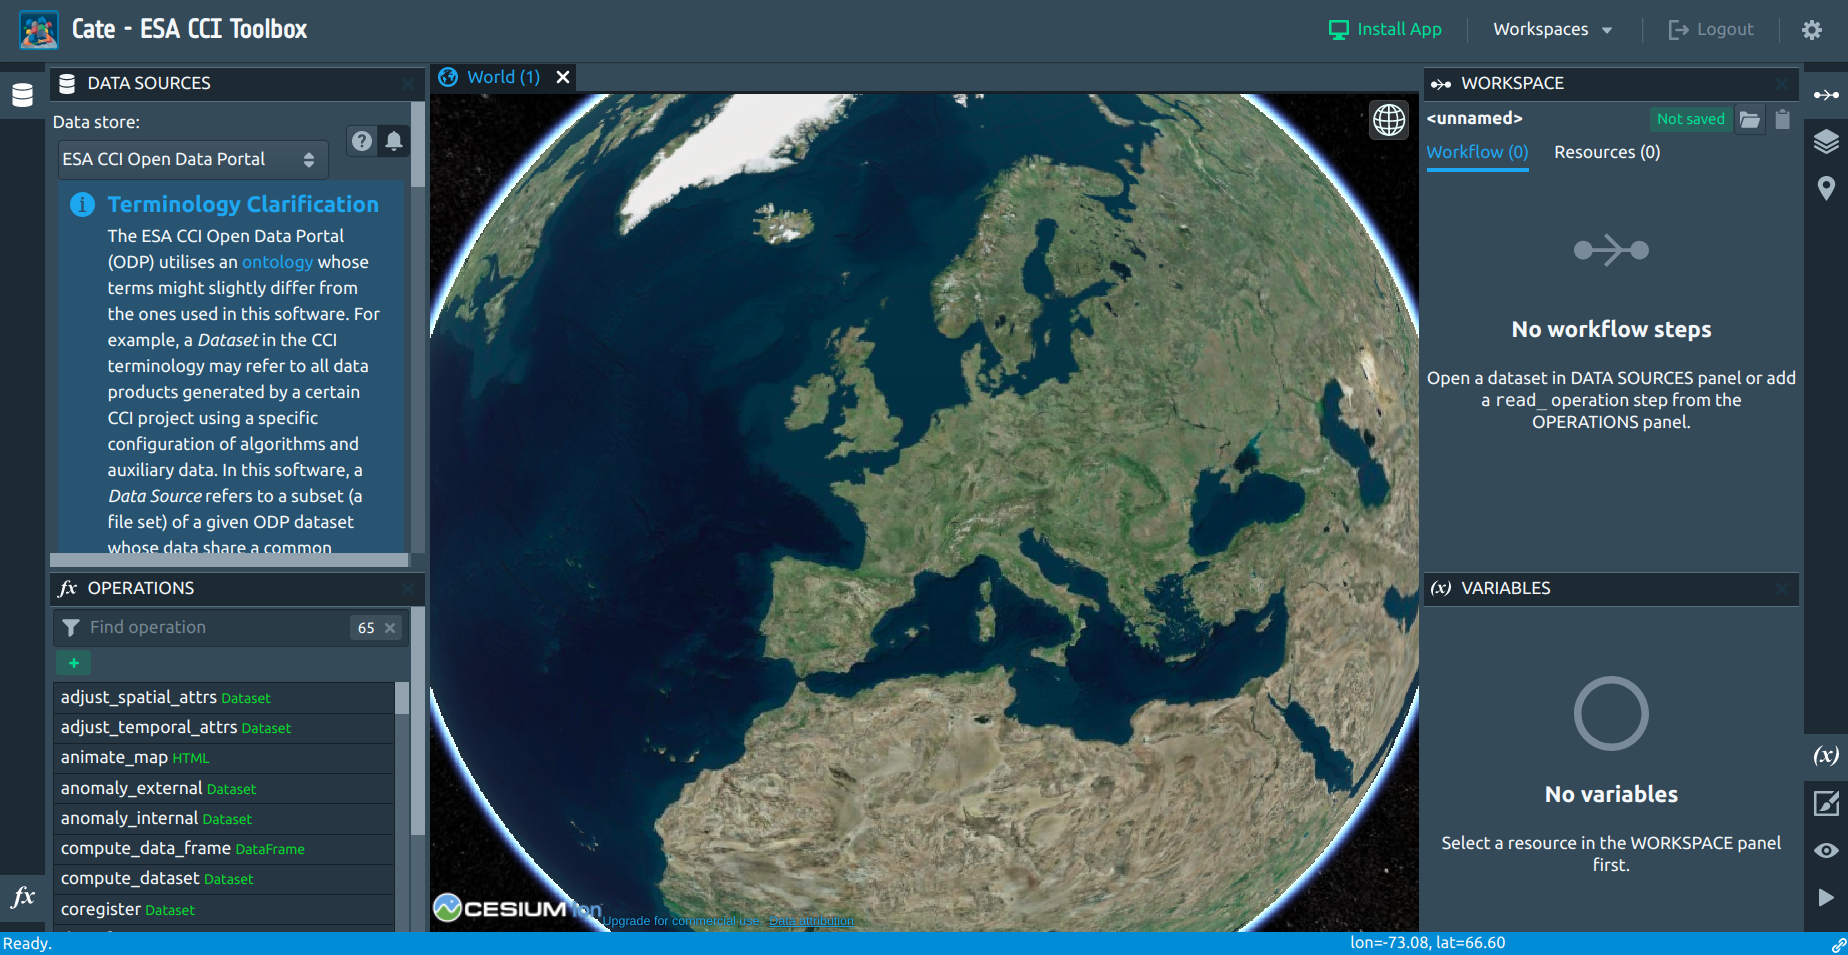 Cate - ESA CCI Toolbox
Install App
Workspaces
Logout
DATA SOURCES
Data store:
ESA CCI Open Data Portal
Terminology Clarification
The ESA CCI Open Data Portal
(ODP) utilises an ontology whose
terms might slightly differ from
the ones used in this software. For
example, a Dataset in the CCI
terminology may refer to all data
products generated by a certain
CCI project using a specific
configuration of algorithms and
auxiliary data. In this software, a
Data Source refers to a subset (a
file set) of a given ODP dataset
whose data share a common
fx OPERATIONS
Find operation
65
+
adjust_spatial_attrs Dataset
adjust_temporal_attrs Dataset
animate_map HTML
anomaly_external Dataset
anomaly_internal Dataset
compute_data_frame DataFrame
compute_dataset Dataset
coregister Dataset
fx
World (1)
CESIUM ion
Upgrade for commercial use. Data attribution
WORKSPACE
<unnamed>
Not saved
Workflow (0)
Resources (0)
No workflow steps
Open a dataset in DATA SOURCES panel or add
a read_ operation step from the
OPERATIONS panel.
(x) VARIABLES
No variables
Select a resource in the WORKSPACE panel
first.
(x)
Ready.
lon=-73.08, lat=66.60